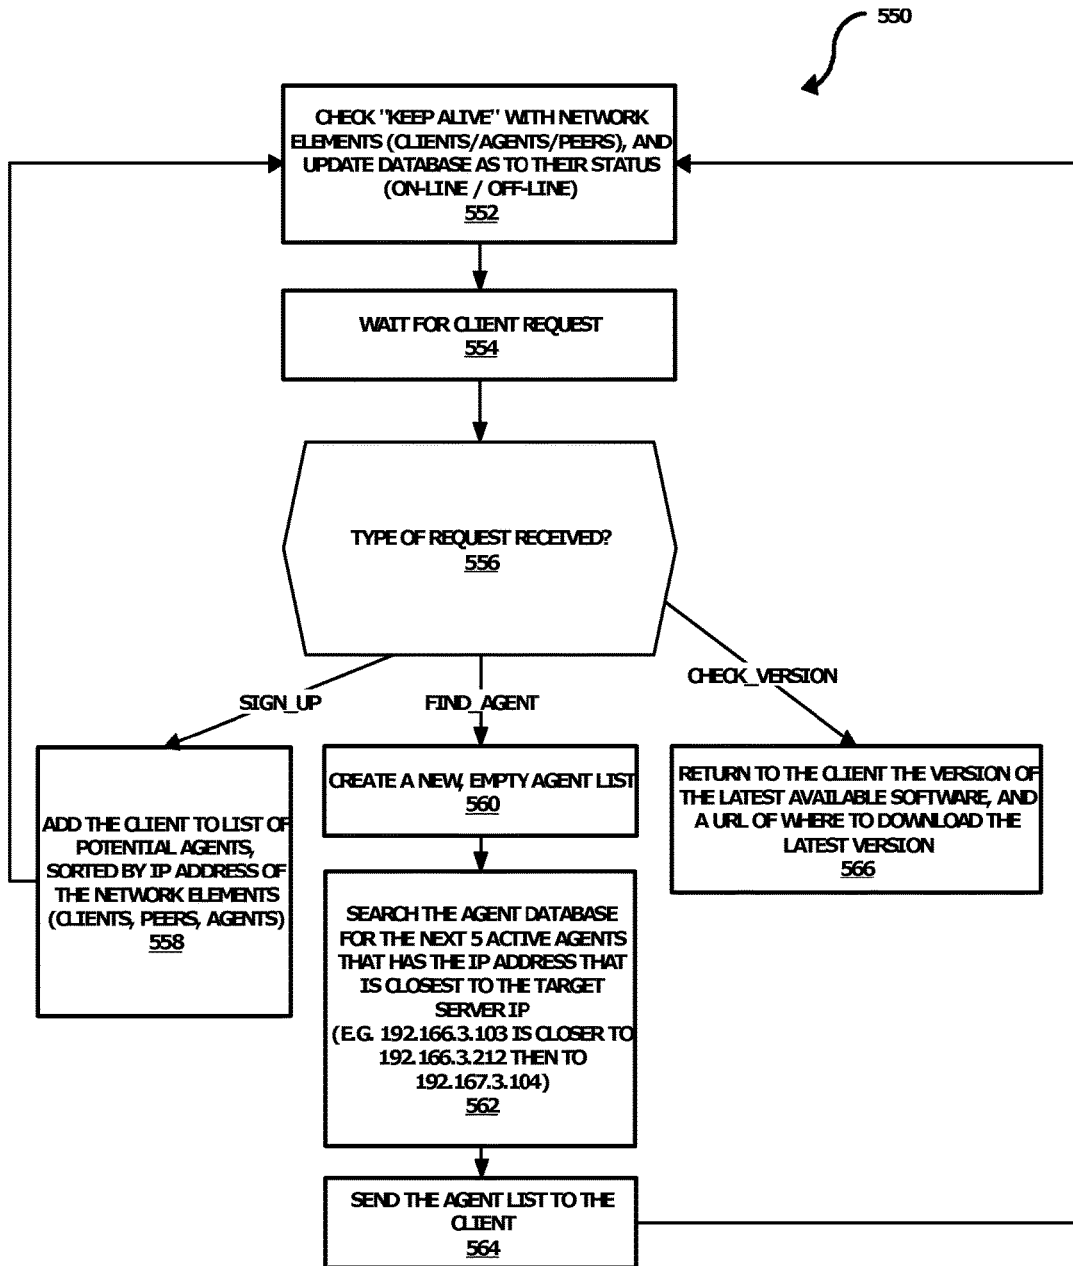 550
CHECK "KEEP ALIVE" WITH NETWORK
ELEMENTS (CLIENTS/AGENTS/PEERS), AND
UPDATE DATABASE AS TO THEIR STATUS
(ON-LINE / OFF-LINE)
552
WAIT FOR CLIENT REQUEST
554
TYPE OF REQUEST RECEIVED?
556
SIGN_UP
FIND_AGENT
CHECK_VERSION
ADD THE CLIENT TO LIST OF
POTENTIAL AGENTS,
SORTED BY IP ADDRESS OF
THE NETWORK ELEMENTS
(CLIENTS, PEERS, AGENTS)
558
CREATE A NEW, EMPTY AGENT LIST
560
SEARCH THE AGENT DATABASE
FOR THE NEXT 5 ACTIVE AGENTS
THAT HAS THE IP ADDRESS THAT
IS CLOSEST TO THE TARGET
SERVER IP
(E.G. 192.166.3.103 IS CLOSER TO
192.166.3.212 THEN TO
192.167.3.104)
562
SEND THE AGENT LIST TO THE
CLIENT
564
RETURN TO THE CLIENT THE VERSION OF
THE LATEST AVAILABLE SOFTWARE, AND
A URL OF WHERE TO DOWNLOAD THE
LATEST VERSION
566